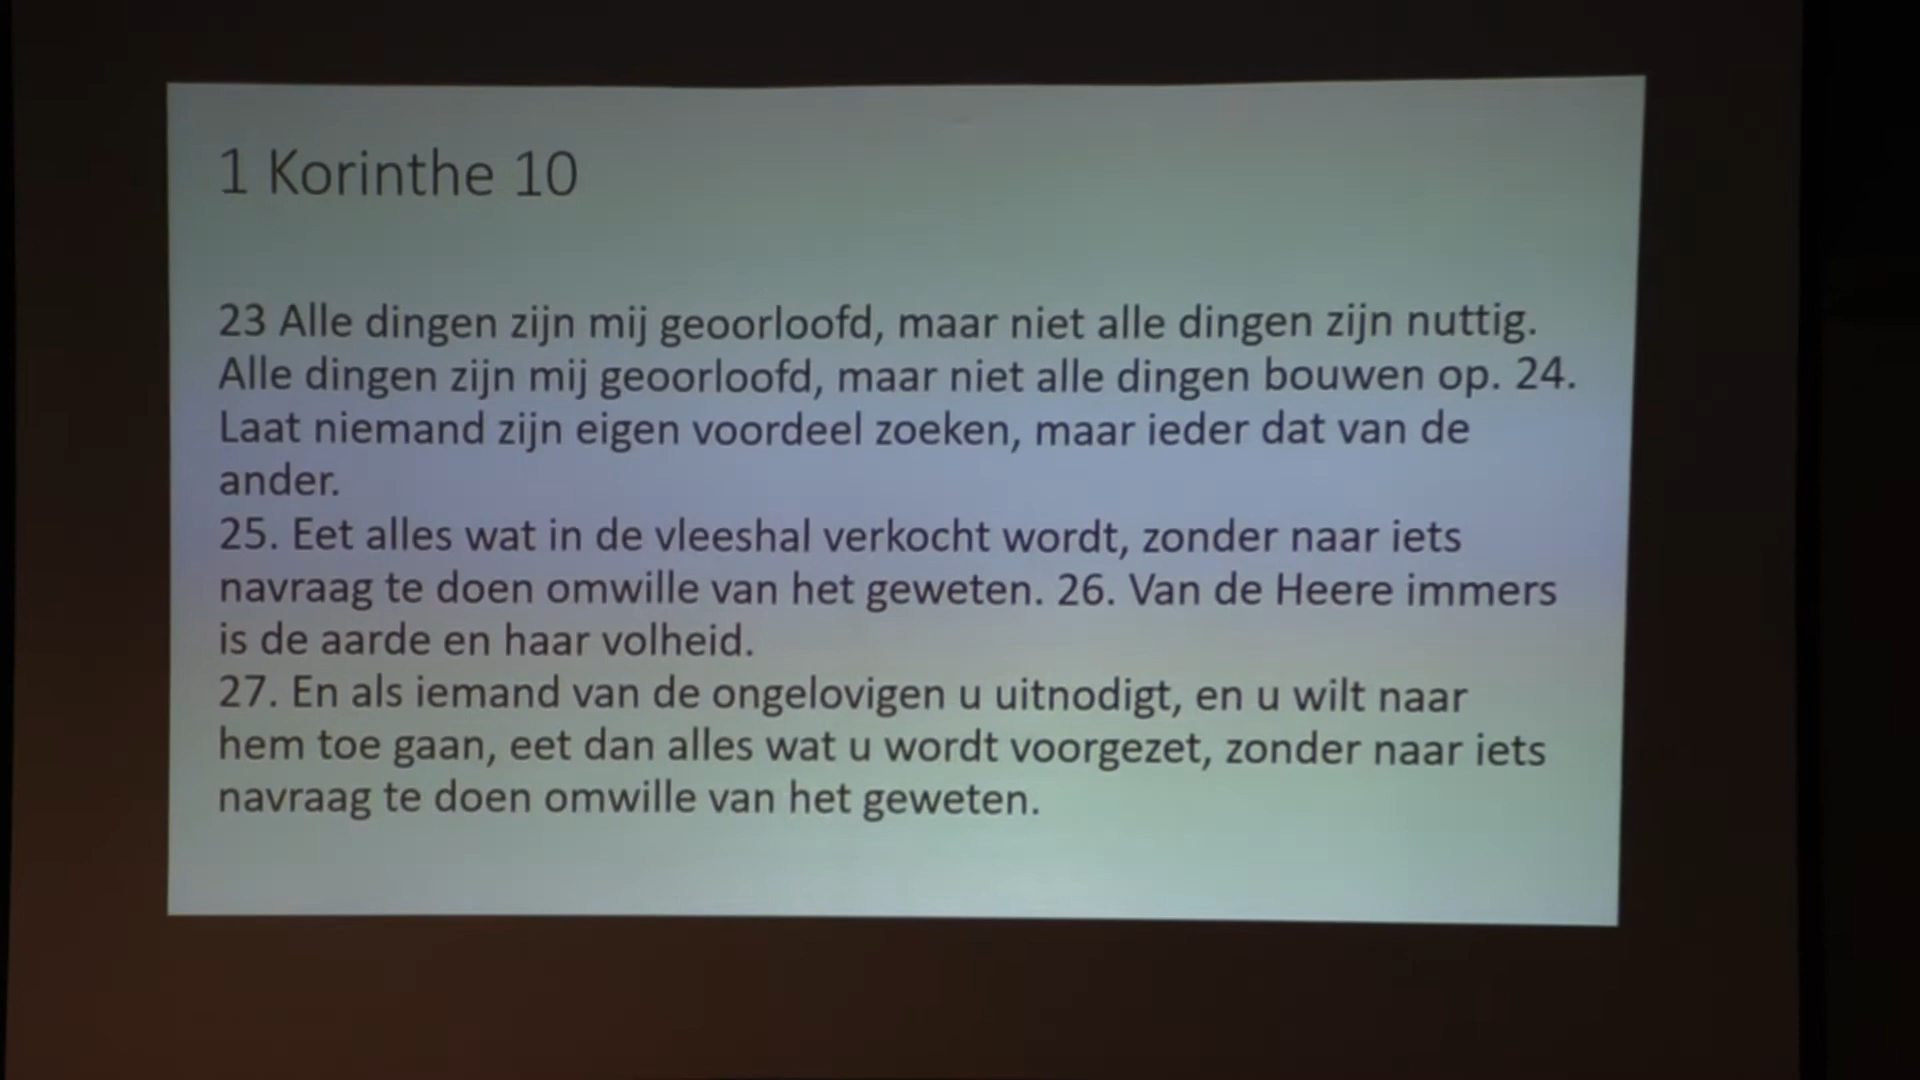 1 Korinthe 10
23 Alle dingen zijn mij geoorloofd, maar niet alle dingen zijn nuttig.
Alle dingen zijn mij geoorloofd, maar niet alle dingen bouwen op. 24.
Laat niemand zijn eigen voordeel zoeken, maar ieder dat van de
ander.
25. Eet alles wat in de vleeshal verkocht wordt, zonder naar iets
navraag te doen omwille van het geweten. 26. Van de Heere immers
is de aarde en haar volheid.
27. En als iemand van de ongelovigen u uitnodigt, en u wilt naar
hem toe gaan, eet dan alles wat u wordt voorgezet, zonder naar iets
navraag te doen omwille van het geweten.